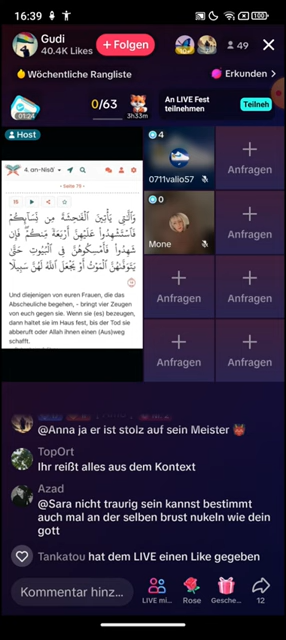 16:39
100%
Gudi
40.4K Likes
+ Folgen
49
Wöchentliche Rangliste
Erkunden >
01:24
0/63
3h33m
An LIVE Fest
teilnehmen
Teilneh
Host
4. an-Nisāʾ
- Seite 79 -
15
وَٱلَّٰتِى يَأْتِينَ ٱلْفَٰحِشَةَ مِن نِّسَآئِكُمْ
فَٱسْتَشْهِدُوا۟ عَلَيْهِنَّ أَرْبَعَةً مِّنكُمْ فَإِن
شَهِدُوا۟ فَأَمْسِكُوهُنَّ فِى ٱلْبُيُوتِ حَتَّىٰ
يَتَوَفَّىٰهُنَّ ٱلْمَوْتُ أَوْ يَجْعَلَ ٱللَّهُ لَهُنَّ سَبِيلًا
Und diejenigen von euren Frauen, die das
Abscheuliche begehen, - bringt vier Zeugen
von euch gegen sie. Wenn sie (es) bezeugen,
dann haltet sie im Haus fest, bis der Tod sie
abberuft oder Allah ihnen einen (Aus)weg
schafft.
4
0711valio57
Anfragen
0
Mone
Anfragen
Anfragen
Anfragen
Anfragen
Anfragen
@Anna ja er ist stolz auf sein Meister 👹
TopOrt
Ihr reißt alles aus dem Kontext
Azad
@Sara nicht traurig sein kannst bestimmt
auch mal an der selben brust nukeln wie dein
gott
Tankatou hat dem LIVE einen Like gegeben
Kommentar hinz...
LIVE mi...
Rose
Gesche...
12